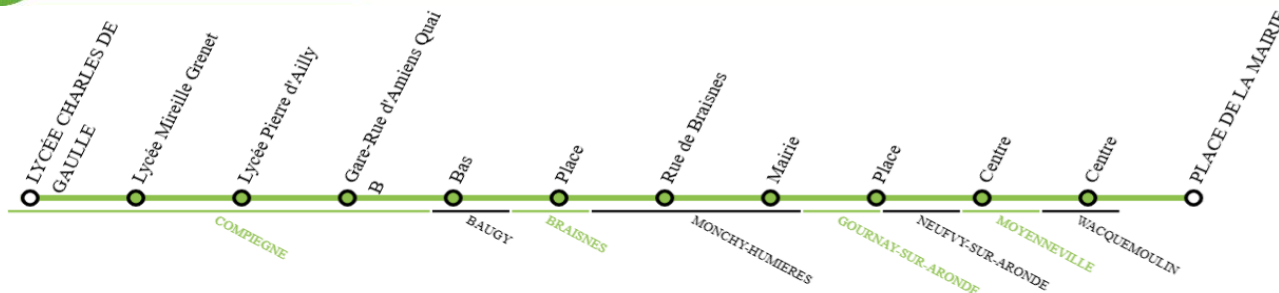 LYCÉE CHARLES DE
GAULLE
Lycée Mireille Grenet
Lycée Pierre d'Ailly
Gare-Rue d'Amiens Quai
B
Bas
Place
Rue de Braisnes
Mairie
Place
Centre
Centre
PLACE DE LA MAIRIE
COMPIEGNE
BAUGY
BRAISNES
MONCHY-HUMIERES
GOURNAY-SUR-ARONDE
NEUFVY-SUR-ARONDE
MOYENNEVILLE
WACQUEMOULIN